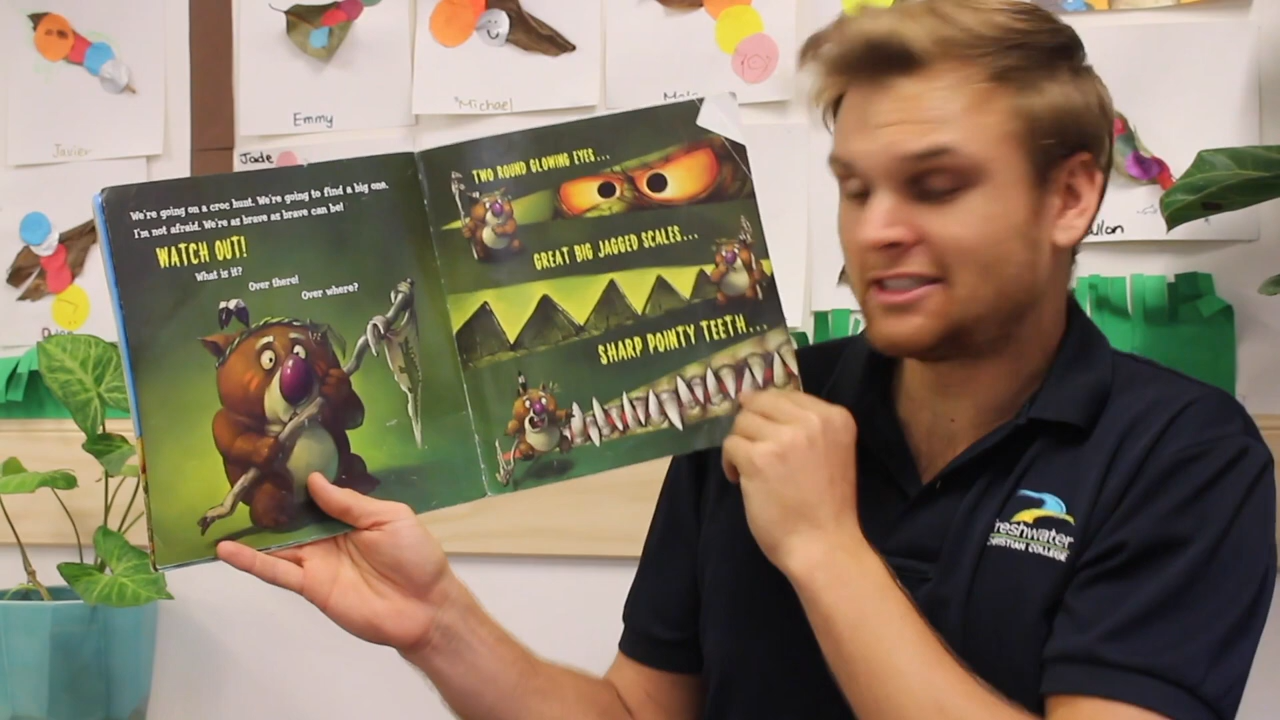 Javier
Emmy
Michael
Jade
We're going on a croc hunt. We're going to find a big one.
I'm not afraid. We're as brave as brave can be!
WATCH OUT!
What is it?
Over there!
Over where?
TWO ROUND GLOWING EYES...
GREAT BIG JAGGED SCALES...
SHARP POINTY TEETH...
freshwater
CHRISTIAN COLLEGE